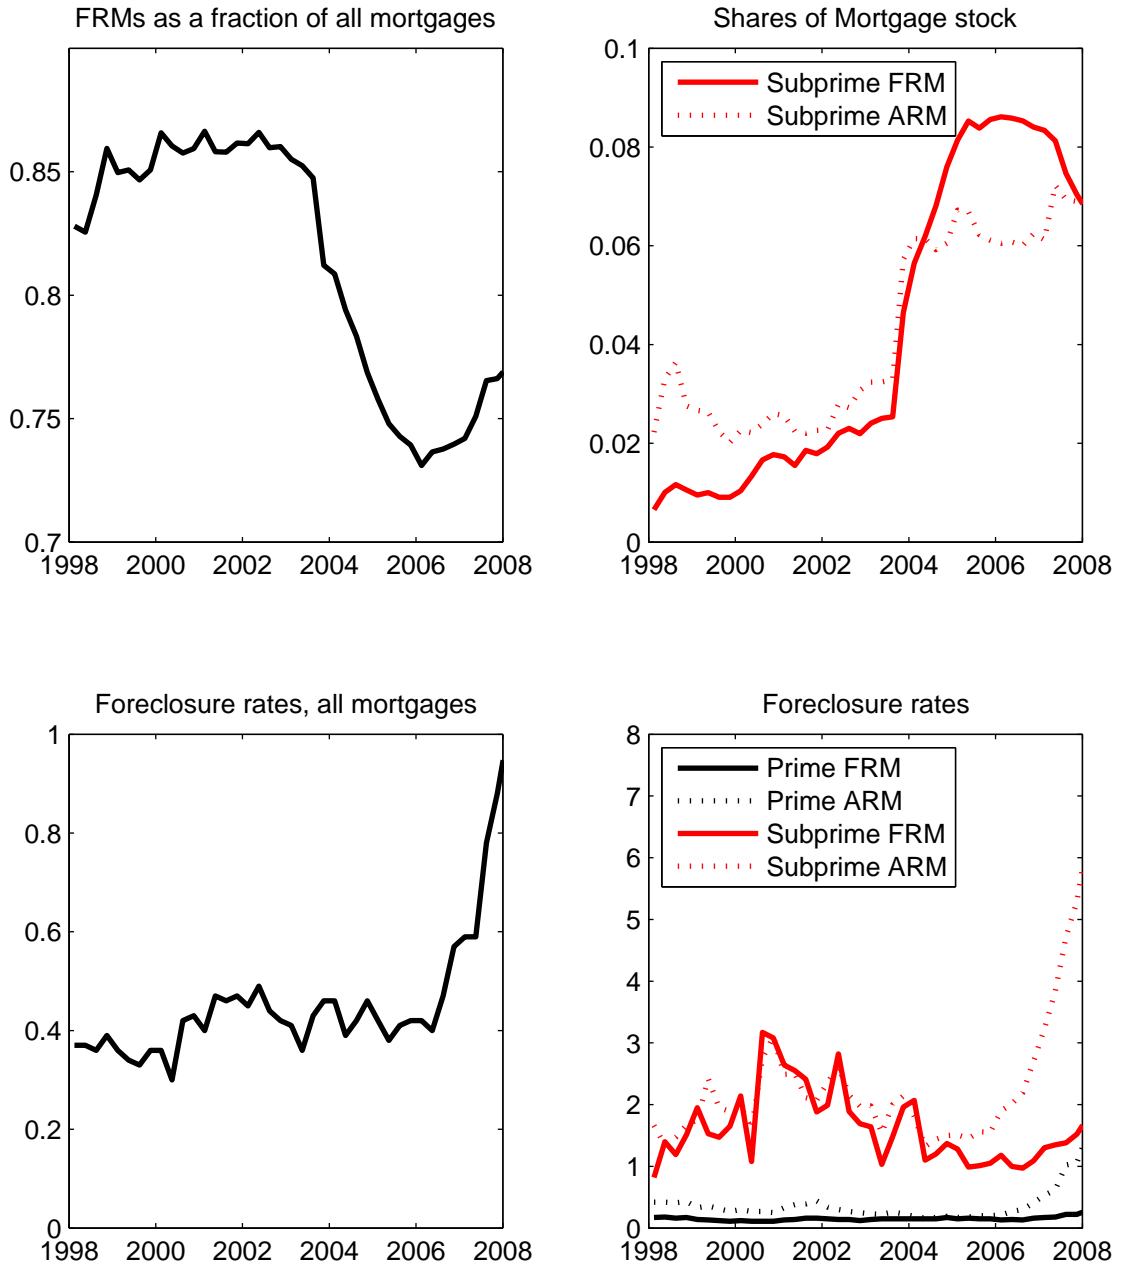 FRMs as a fraction of all mortgages
0.85
0.8
0.75
0.7
1998 2000 2002 2004 2006 2008
Shares of Mortgage stock
Subprime FRM
Subprime ARM
0.1
0.08
0.06
0.04
0.02
0
1998 2000 2002 2004 2006 2008
Foreclosure rates, all mortgages
1
0.8
0.6
0.4
0.2
0
1998 2000 2002 2004 2006 2008
Foreclosure rates
Prime FRM
Prime ARM
Subprime FRM
Subprime ARM
8
7
6
5
4
3
2
1
0
1998 2000 2002 2004 2006 2008